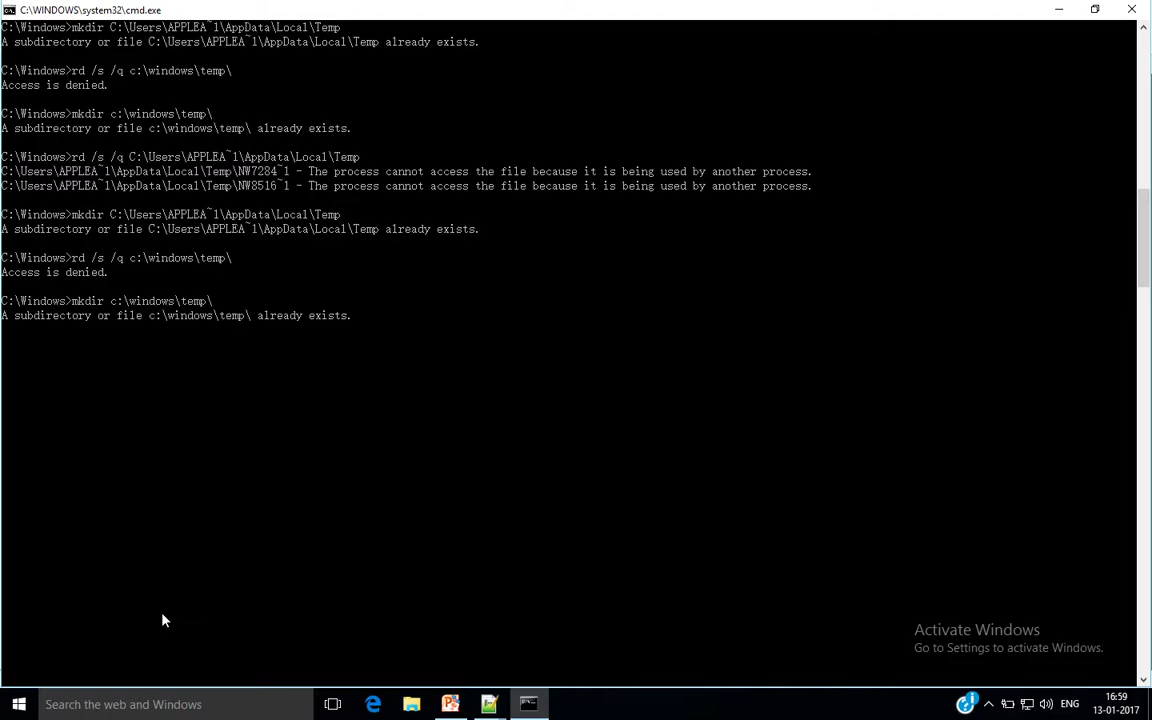 C:\WINDOWS\system32\cmd.exe
C:\Windows>mkdir C:\Users\APPLEA~1\AppData\Local\Temp
A subdirectory or file C:\Users\APPLEA~1\AppData\Local\Temp already exists.
C:\Windows>rd /s /q c:\windows\temp\
Access is denied.
C:\Windows>mkdir c:\windows\temp\
A subdirectory or file c:\windows\temp\ already exists.
C:\Windows>rd /s /q C:\Users\APPLEA~1\AppData\Local\Temp
C:\Users\APPLEA~1\AppData\Local\Temp\NW7284~1 - The process cannot access the file because it is being used by another process.
C:\Users\APPLEA~1\AppData\Local\Temp\NW8516~1 - The process cannot access the file because it is being used by another process.
C:\Windows>mkdir C:\Users\APPLEA~1\AppData\Local\Temp
A subdirectory or file C:\Users\APPLEA~1\AppData\Local\Temp already exists.
C:\Windows>rd /s /q c:\windows\temp\
Access is denied.
C:\Windows>mkdir c:\windows\temp\
A subdirectory or file c:\windows\temp\ already exists.
Activate Windows
Go to Settings to activate Windows.
Search the web and Windows
ENG
16:59
13-01-2017